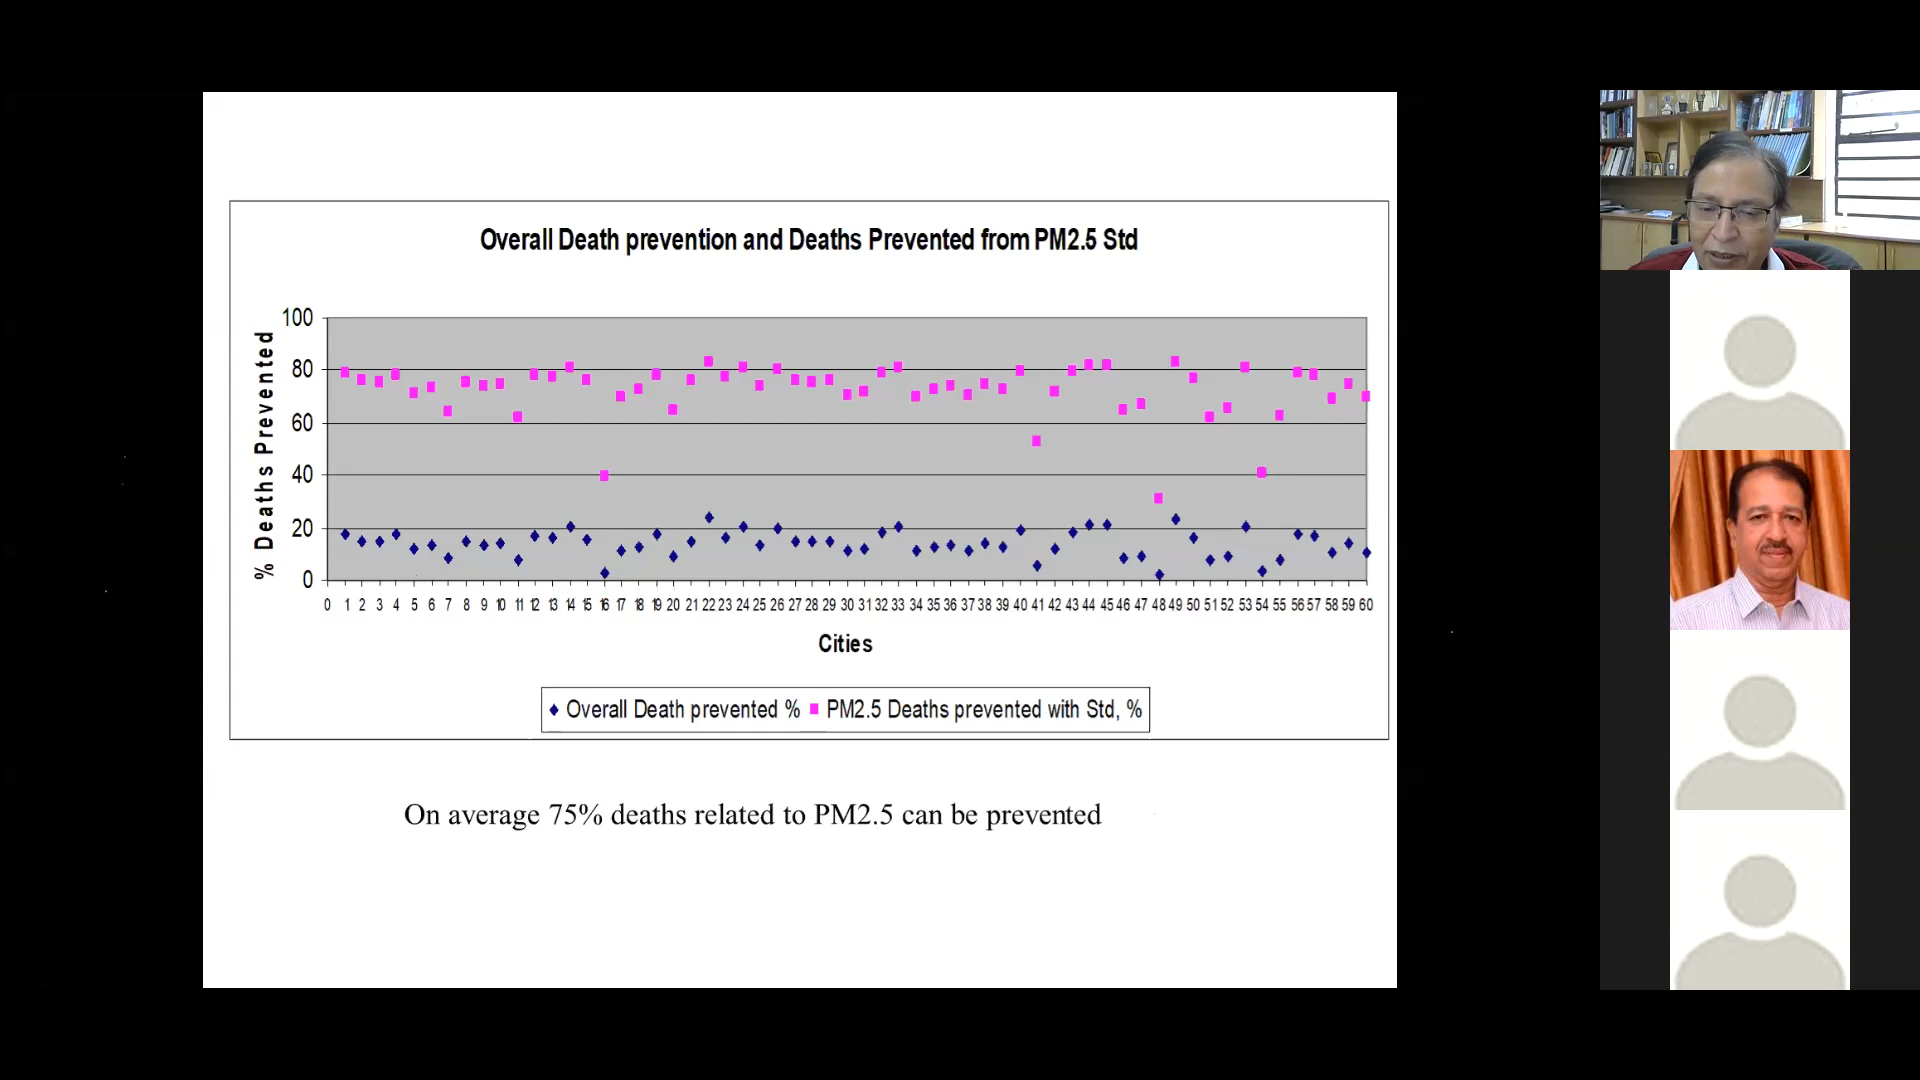 Overall Death prevention and Deaths Prevented from PM2.5 Std
% Deaths Prevented
100
80
60
40
20
0
0 1 2 3 4 5 6 7 8 9 10 11 12 13 14 15 16 17 18 19 20 21 22 23 24 25 26 27 28 29 30 31 32 33 34 35 36 37 38 39 40 41 42 43 44 45 46 47 48 49 50 51 52 53 54 55 56 57 58 59 60
Cities
Overall Death prevented % PM2.5 Deaths prevented with Std, %
On average 75% deaths related to PM2.5 can be prevented